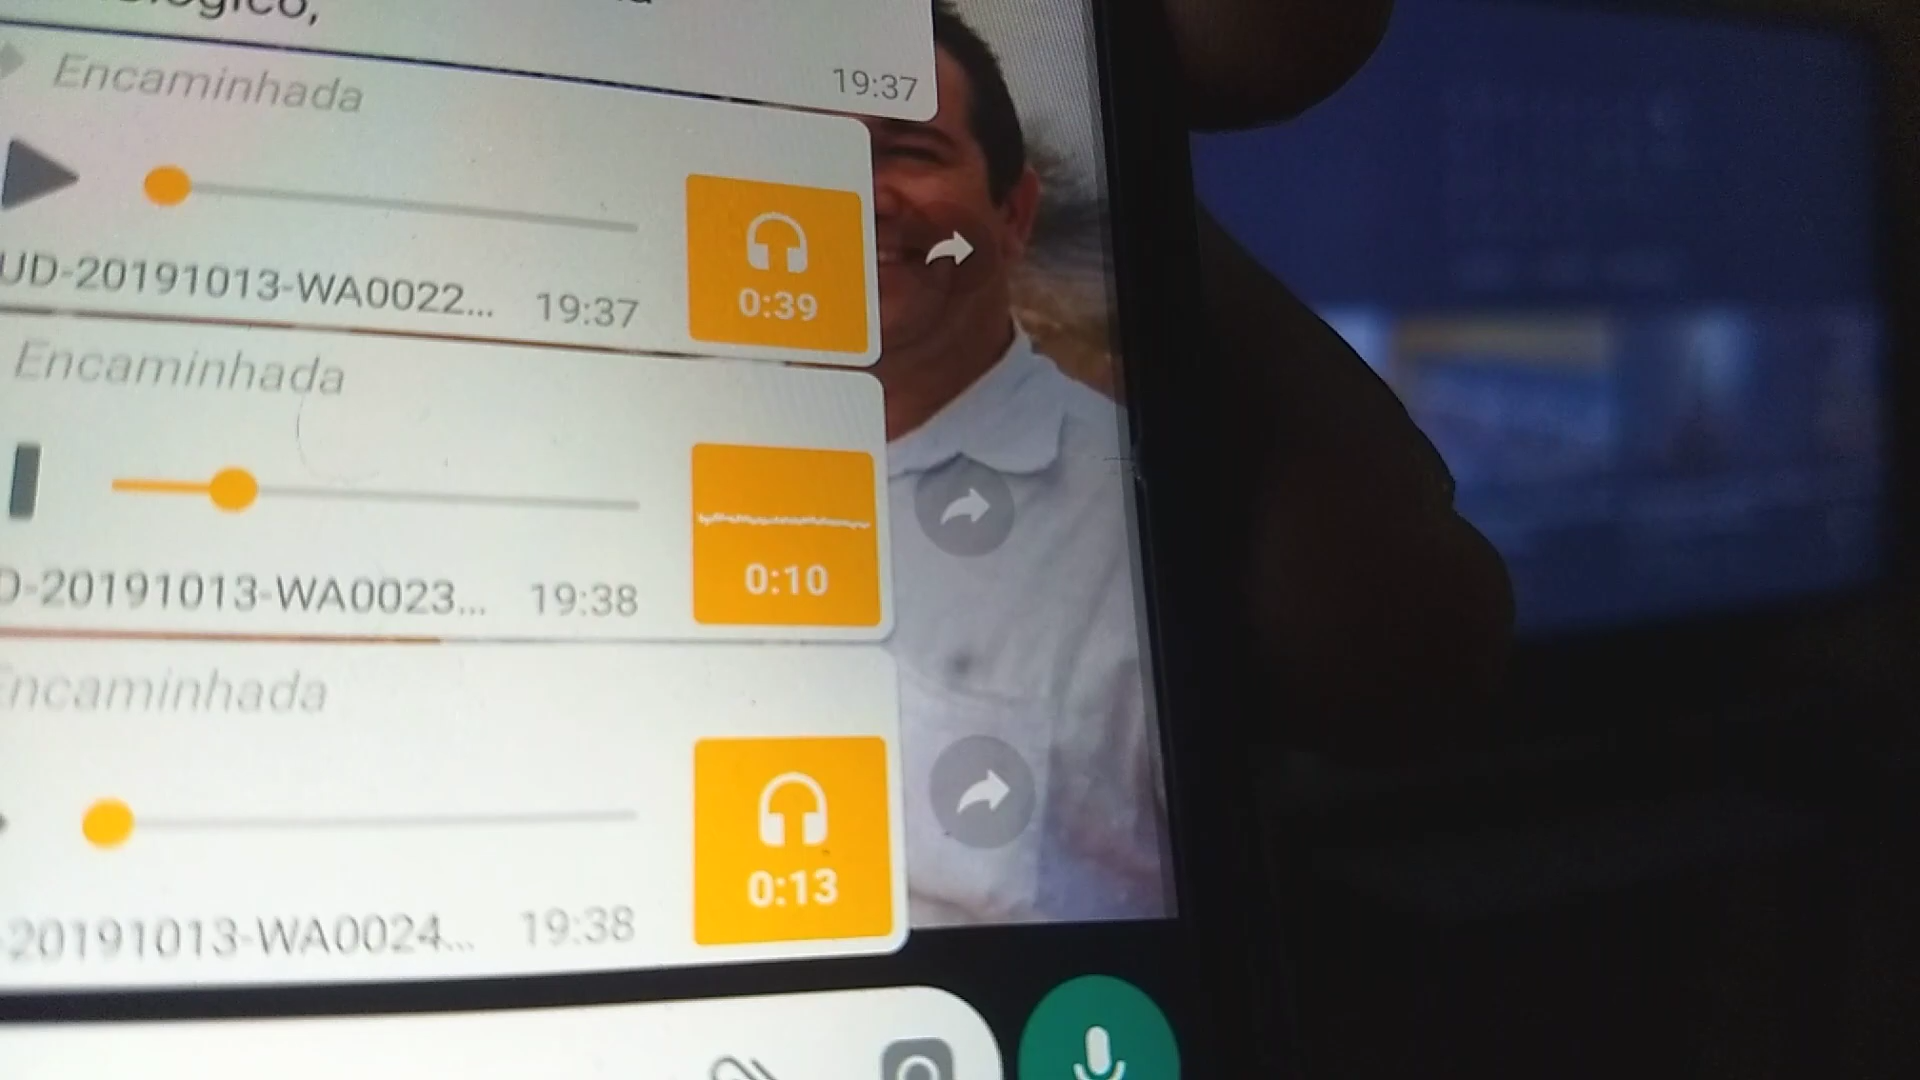 Encaminhada
19:37
UD-20191013-WA0022... 19:37
0:39
Encaminhada
D-20191013-WA0023... 19:38
0:10
Encaminhada
-20191013-WA0024... 19:38
0:13